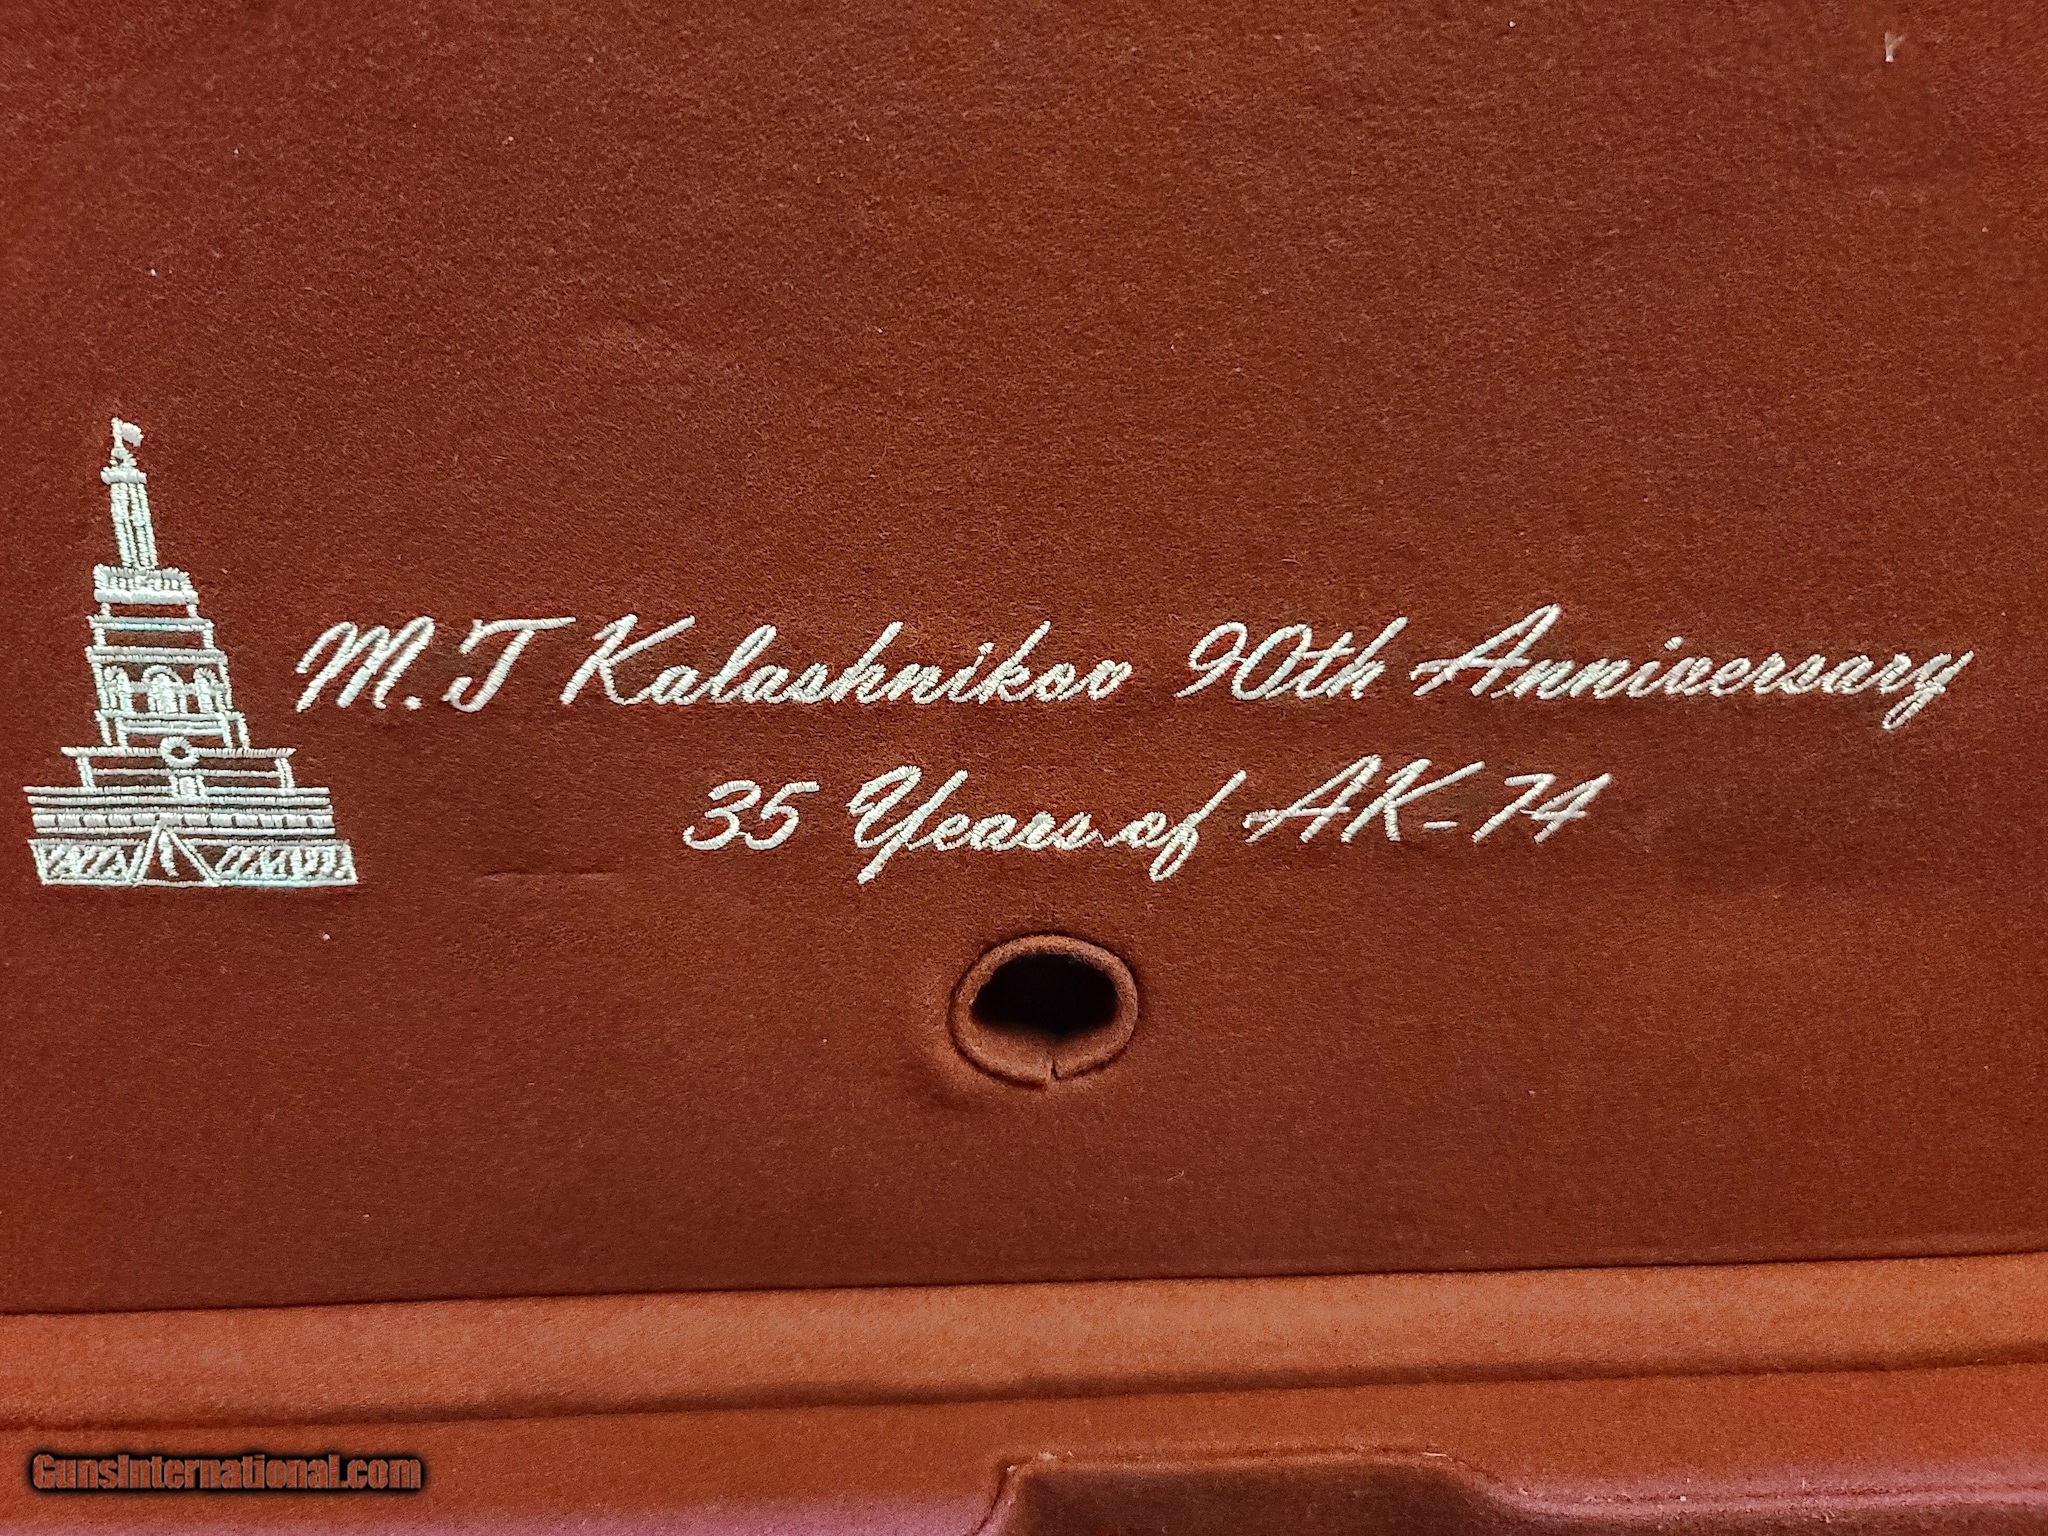 M.T Kalashnikov 90th Anniversary
35 Years of AK-74
GunsInternational.com